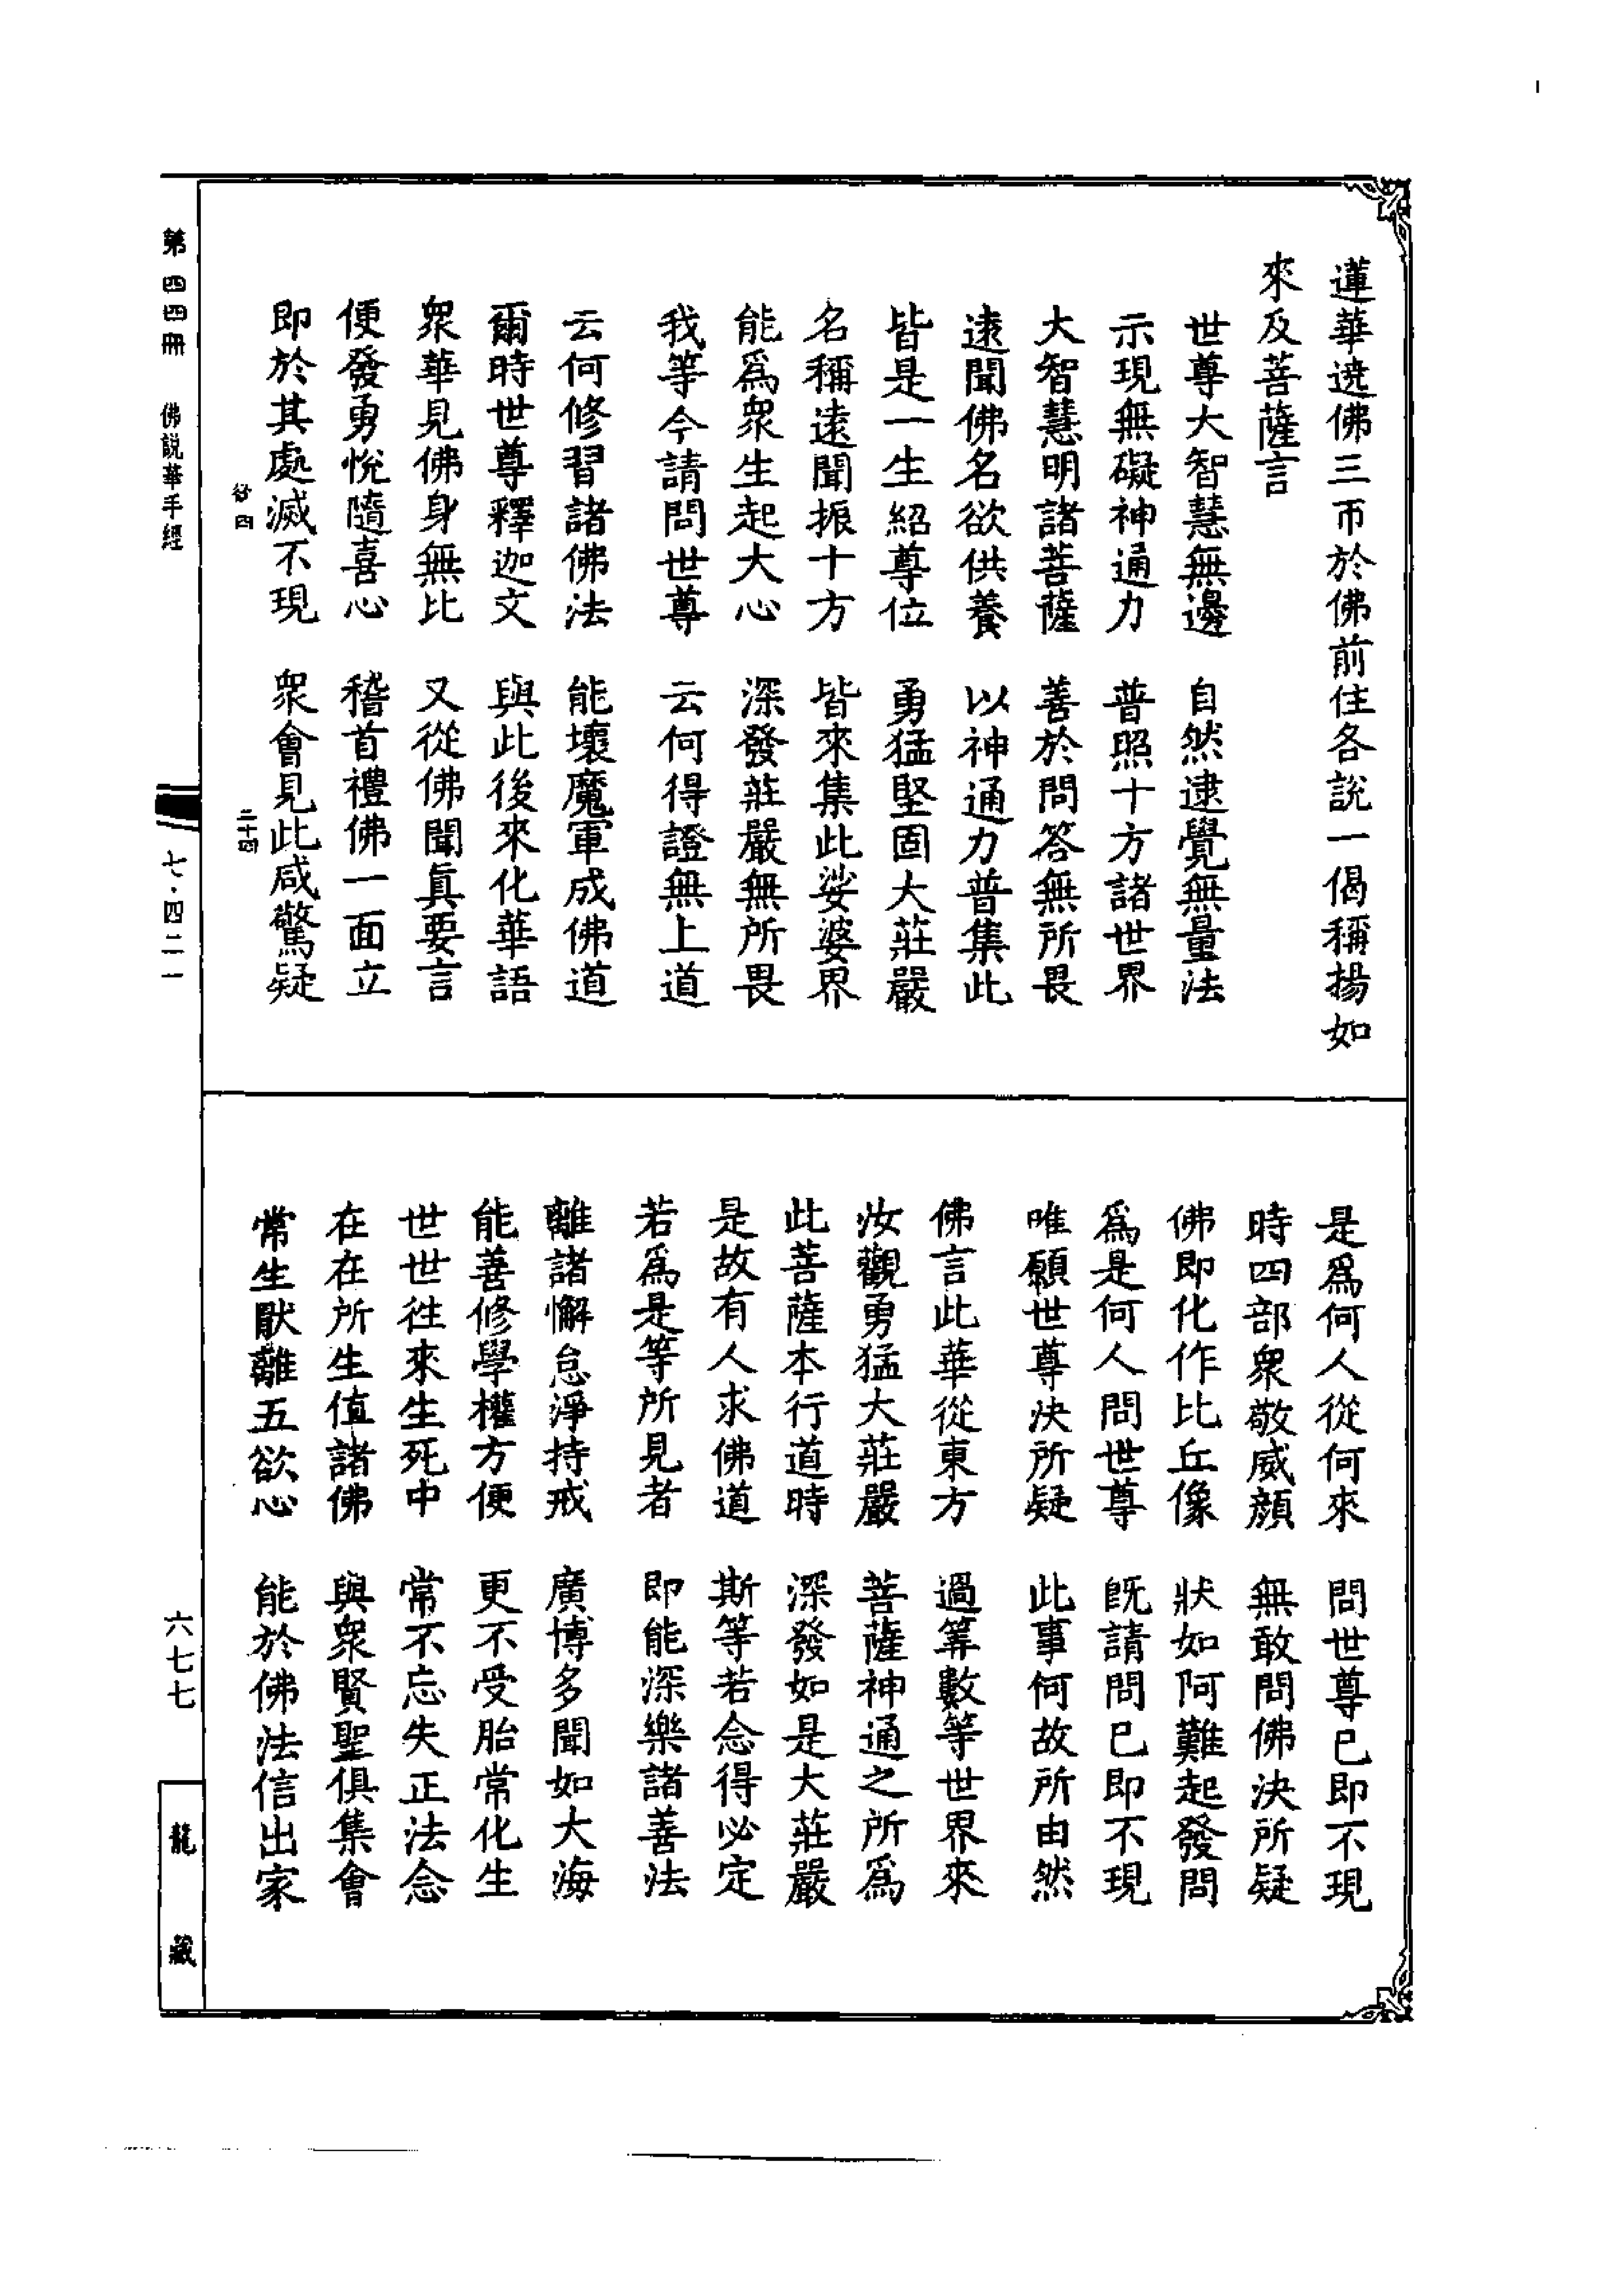 蓮華遶佛三帀於佛前住各說一偈稱揚如
來及菩薩言
世尊大智慧無邊　自然逮覺無量法
示現無礙神通力　普照十方諸世界
大智慧明諸菩薩　善於問答無所畏
遠聞佛名欲供養　以神通力普集此
皆是一生紹尊位　勇猛堅固大莊嚴
名稱遠聞振十方　皆來集此娑婆界
能爲衆生起大心　深發莊嚴無所畏
我等今請問世尊　云何得證無上道
云何修習諸佛法　能壞魔軍成佛道
爾時世尊釋迦文　與此後來化華語
衆華見佛身無比　又從佛聞眞要言
便發勇悅隨喜心　稽首禮佛一面立
即於其處滅不現　衆會見此咸驚疑
是爲何人從何來　問世尊已即不現
時四部衆敬威顏　無敢問佛決所疑
佛即化作比丘像　狀如阿難起發問
爲是何人問世尊　旣請問已即不現
唯願世尊決所疑　此事何故所由然
佛言此華從東方　過筭數等世界來
汝觀勇猛大莊嚴　菩薩神通之所爲
此菩薩本行道時　深發如是大莊嚴
是故有人求佛道　斯等若念得必定
若爲是等所見者　即能深樂諸善法
離諸懈怠淨持戒　廣博多聞如大海
能善修學權方便　更不受胎常化生
世世往來生死中　常不忘失正法念
在在所生值諸佛　與衆賢聖俱集會
常生厭離五欲心　能於佛法信出家
第四四冊　佛說華手經　七·四二一　六七七　龍藏
二十四